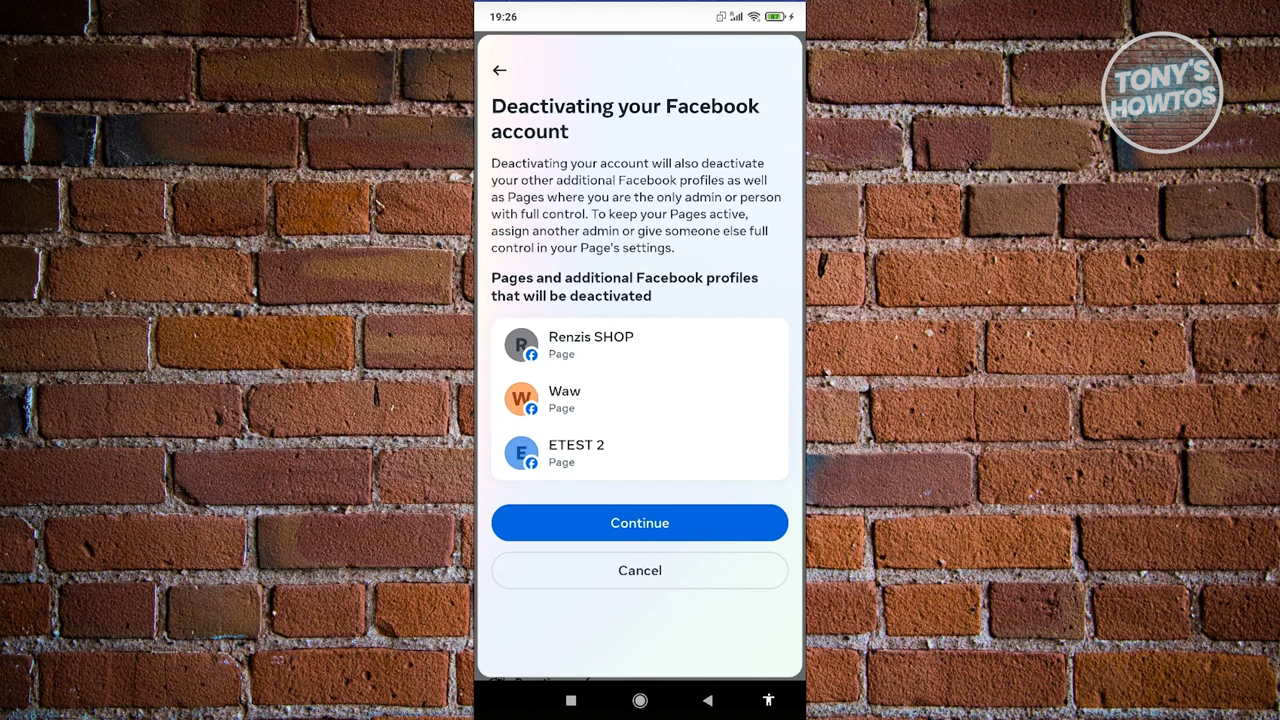 19:26
87
TONY'S
HOWTOS
Deactivating your Facebook
account
Deactivating your account will also deactivate
your other additional Facebook profiles as well
as Pages where you are the only admin or person
with full control. To keep your Pages active,
assign another admin or give someone else full
control in your Page's settings.
Pages and additional Facebook profiles
that will be deactivated
R
Renzis SHOP
Page
W
Waw
Page
E
ETEST 2
Page
Continue
Cancel